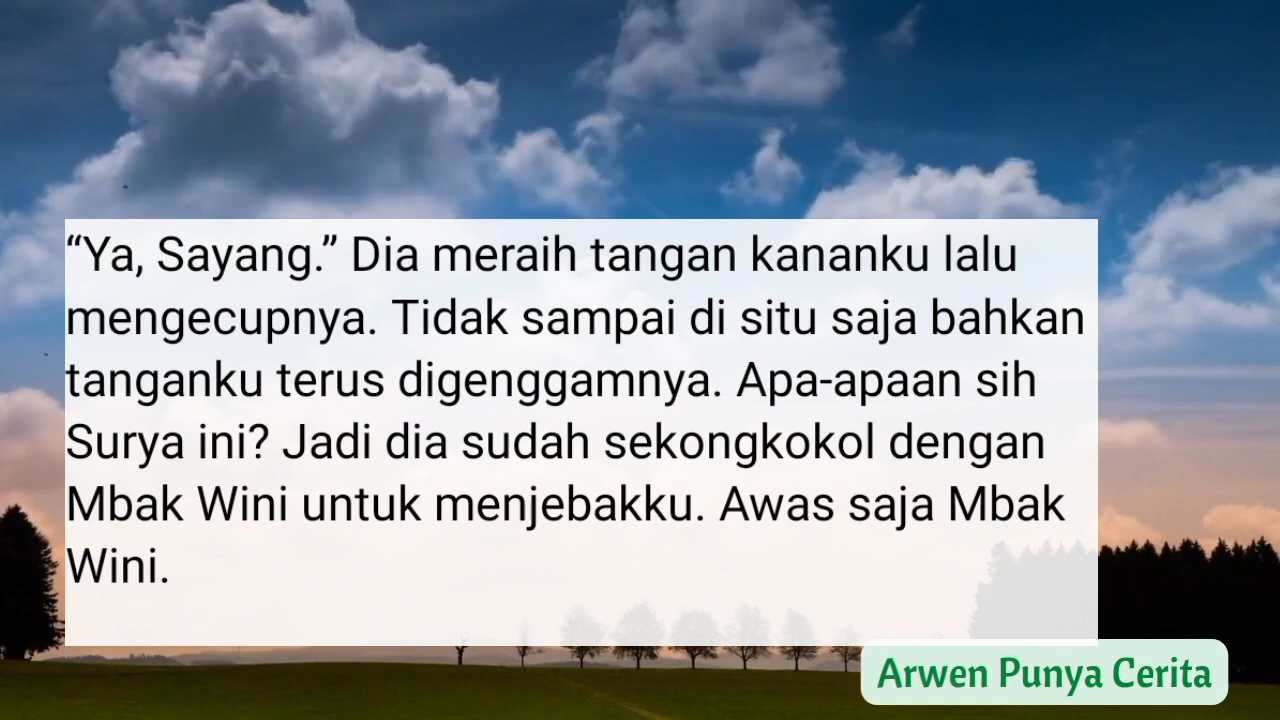 “Ya, Sayang.” Dia meraih tangan kananku lalu
mengecupnya. Tidak sampai di situ saja bahkan
tanganku terus digenggamnya. Apa-apaan sih
Surya ini? Jadi dia sudah sekongkokol dengan
Mbak Wini untuk menjebakku. Awas saja Mbak
Wini.
Arwen Punya Cerita